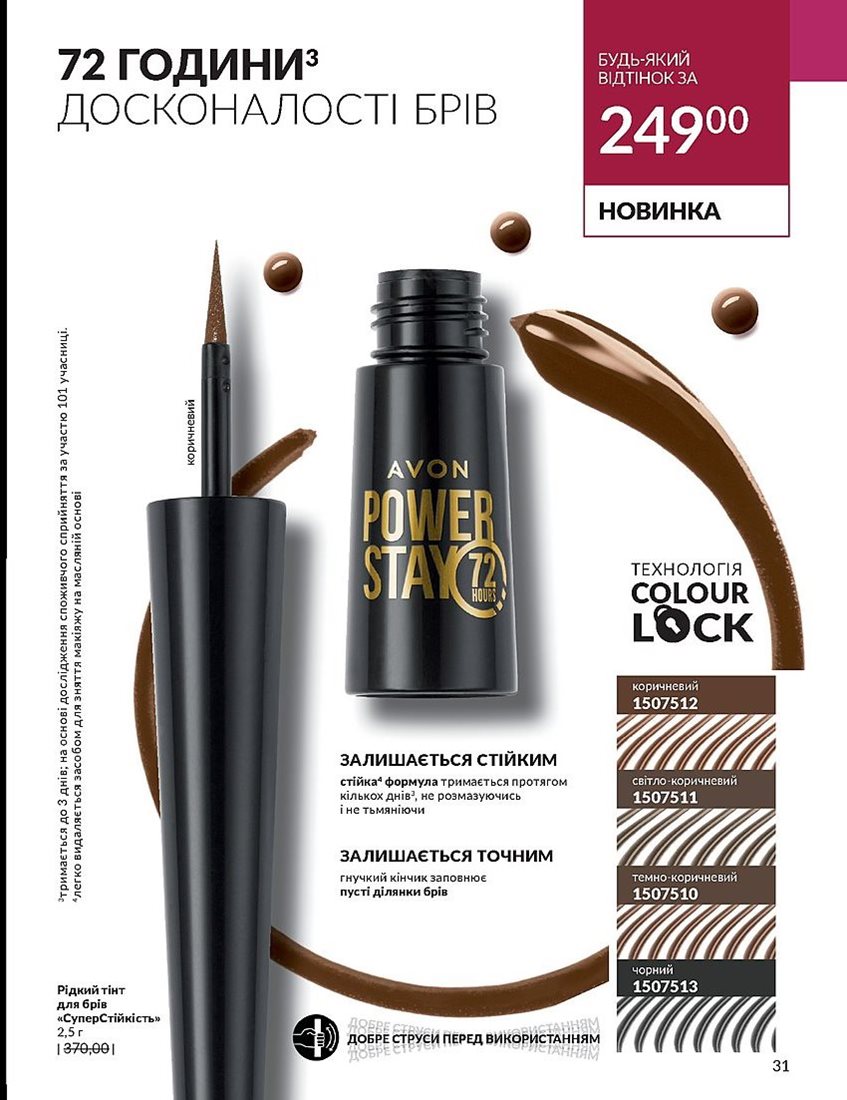 72 ГОДИНИ³
ДОСКОНАЛОСТІ БРІВ
БУДЬ-ЯКИЙ
ВІДТІНОК ЗА
249⁰⁰
НОВИНКА
коричневий
AVON
POWER
STAY
72
HOURS
³тримається до 3 днів; на основі дослідження споживчого сприйняття за участю 101 учасниці.
⁴легко видаляється засобом для зняття макіяжу на масляній основі
ТЕХНОЛОГІЯ
COLOUR
LOCK
коричневий
1507512
світло-коричневий
1507511
темно-коричневий
1507510
чорний
1507513
ЗАЛИШАЄТЬСЯ СТІЙКИМ
стійка⁴ формула тримається протягом
кількох днів³, не розмазуючись
і не тьмяніючи
ЗАЛИШАЄТЬСЯ ТОЧНИМ
гнучкий кінчик заповнює
пусті ділянки брів
Рідкий тінт
для брів
«СуперСтійкість»
2,5 г
| 370,00 |
ДОБРЕ СТРУСИ ПЕРЕД ВИКОРИСТАННЯМ
31